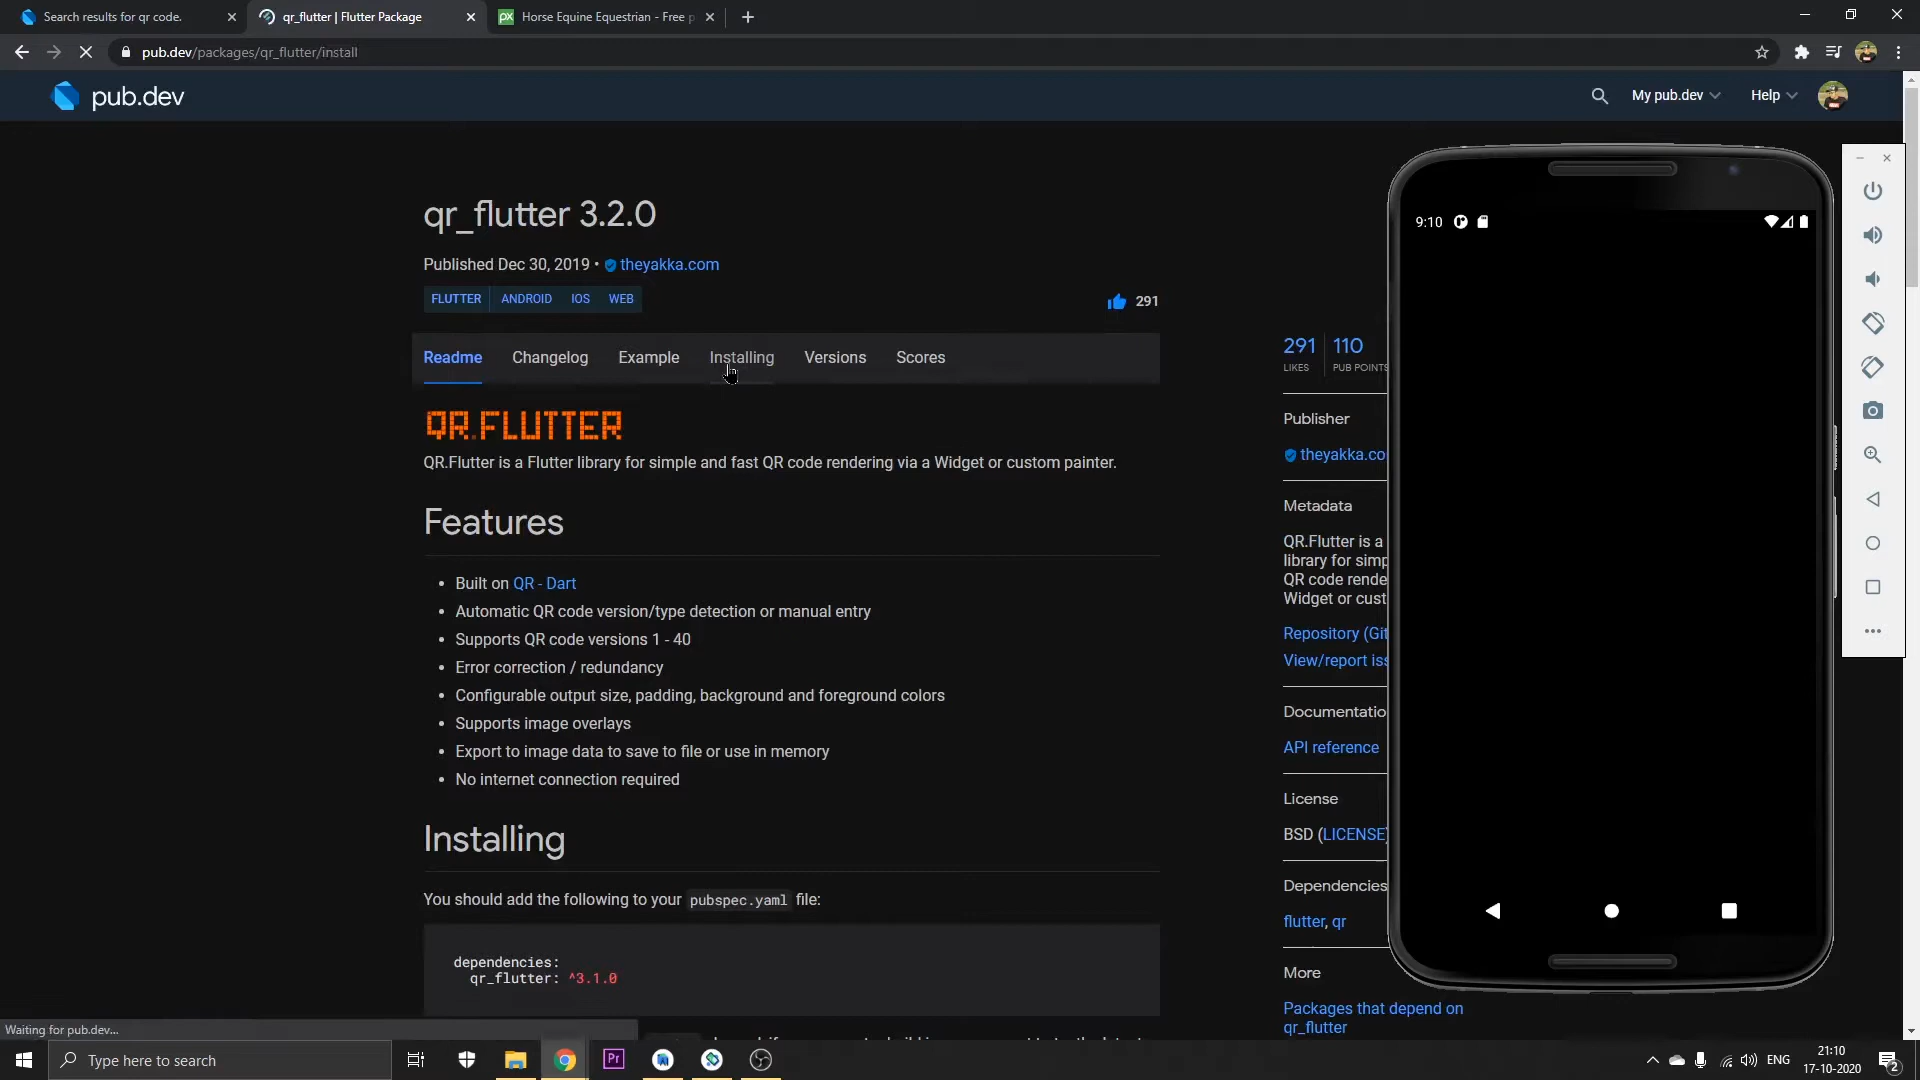 Search results for qr code.
qr_flutter | Flutter Package
Horse Equine Equestrian - Free p
pub.dev/packages/qr_flutter/install
pub.dev
My pub.dev
Help
qr_flutter 3.2.0
Published Dec 30, 2019 • theyakka.com
FLUTTER ANDROID IOS WEB
291
Readme Changelog Example Installing Versions Scores
QR.FLUTTER
QR.Flutter is a Flutter library for simple and fast QR code rendering via a Widget or custom painter.
Features
• Built on QR - Dart
• Automatic QR code version/type detection or manual entry
• Supports QR code versions 1 - 40
• Error correction / redundancy
• Configurable output size, padding, background and foreground colors
• Supports image overlays
• Export to image data to save to file or use in memory
• No internet connection required
Installing
You should add the following to your pubspec.yaml file:
dependencies:
qr_flutter: ^3.1.0
291 110
LIKES PUB POINTS
Publisher
theyakka.co
Metadata
QR.Flutter is a
library for simp
QR code rende
Widget or cust
Repository (Git
View/report iss
Documentatio
API reference
License
BSD (LICENSE)
Dependencies
flutter, qr
More
Packages that depend on
qr_flutter
9:10
Waiting for pub.dev...
Type here to search
Pr
ENG
21:10
17-10-2020
2